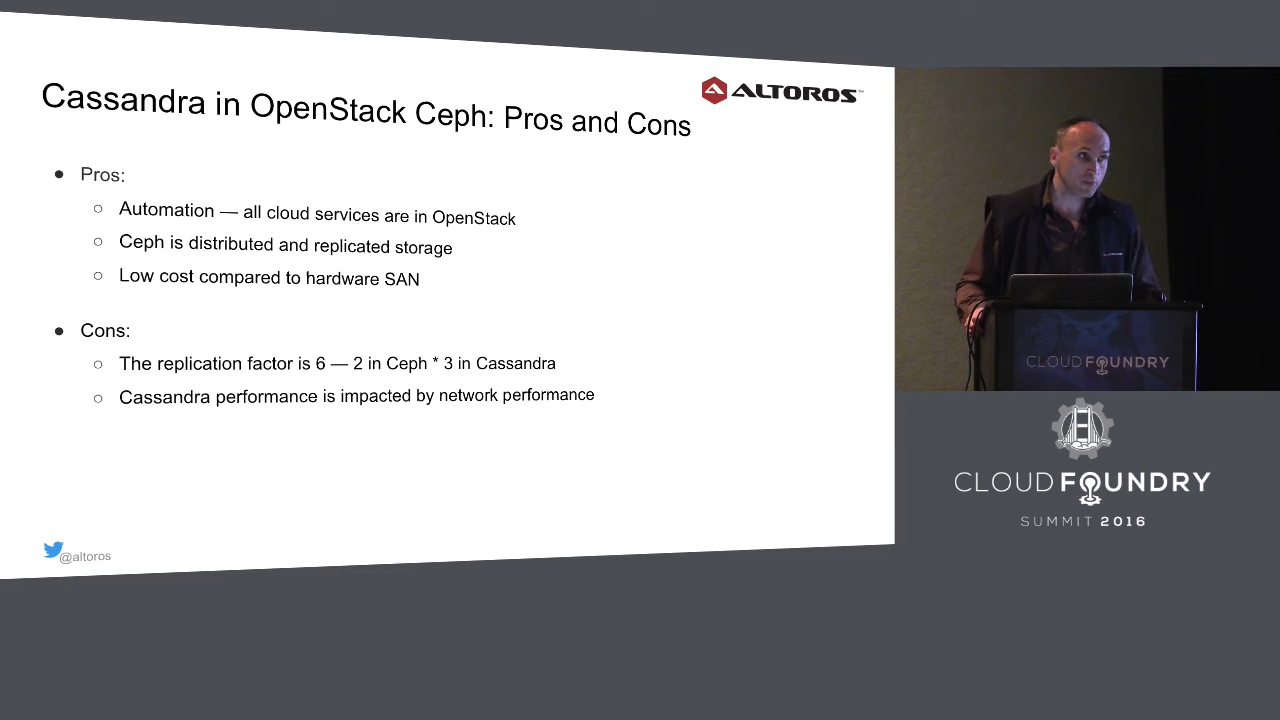 Cassandra in OpenStack Ceph: Pros and Cons
ALTOROS
● Pros:
○ Automation — all cloud services are in OpenStack
○ Ceph is distributed and replicated storage
○ Low cost compared to hardware SAN
● Cons:
○ The replication factor is 6 — 2 in Ceph * 3 in Cassandra
○ Cassandra performance is impacted by network performance
@altoros
CLOUD FOUNDRY
CLOUD FOUNDRY
SUMMIT 2016